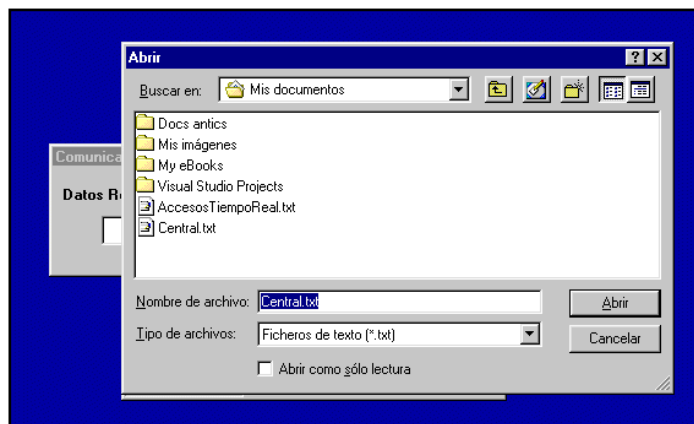 Abrir
Buscar en: Mis documentos
Docs antics
Mis imágenes
My eBooks
Visual Studio Projects
AccesosTiempoReal.txt
Central.txt
Comunica
Datos R
Nombre de archivo: Central.txt Abrir
Tipo de archivos: Ficheros de texto (*.txt) Cancelar
Abrir como sólo lectura